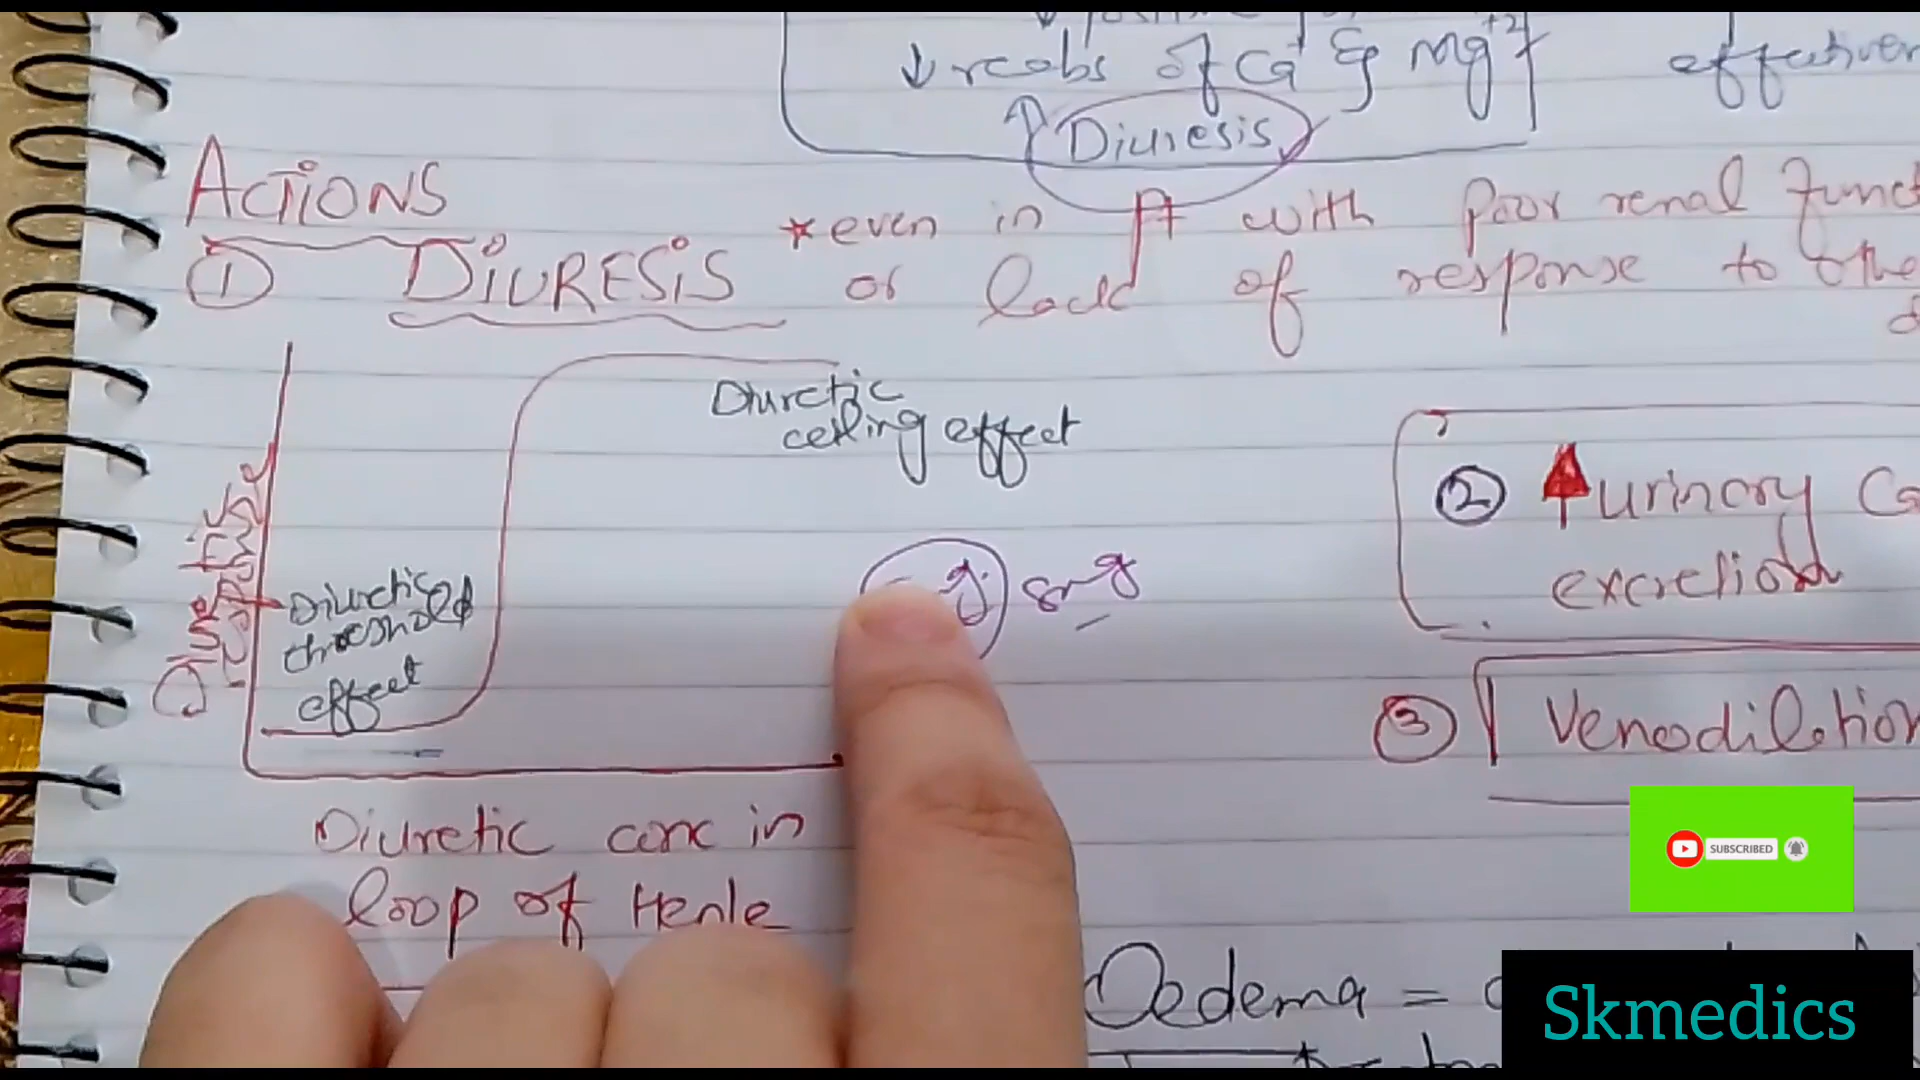 ↓ reabs of Ca+ & Mg+2
effectiven
↑ Diuresis
ACTIONS
① DIURESIS *even in Pt with poor renal funct
or lack of response to othe
Diuretic
ceiling effect
Diuretic
threshold
effect
Diuretic
response
g. 5mg
Diuretic conc in
loop of Henle
② ↑ urinary Ca
excretion
③ Venodilation
SUBSCRIBED
Oedema =
Skmedics